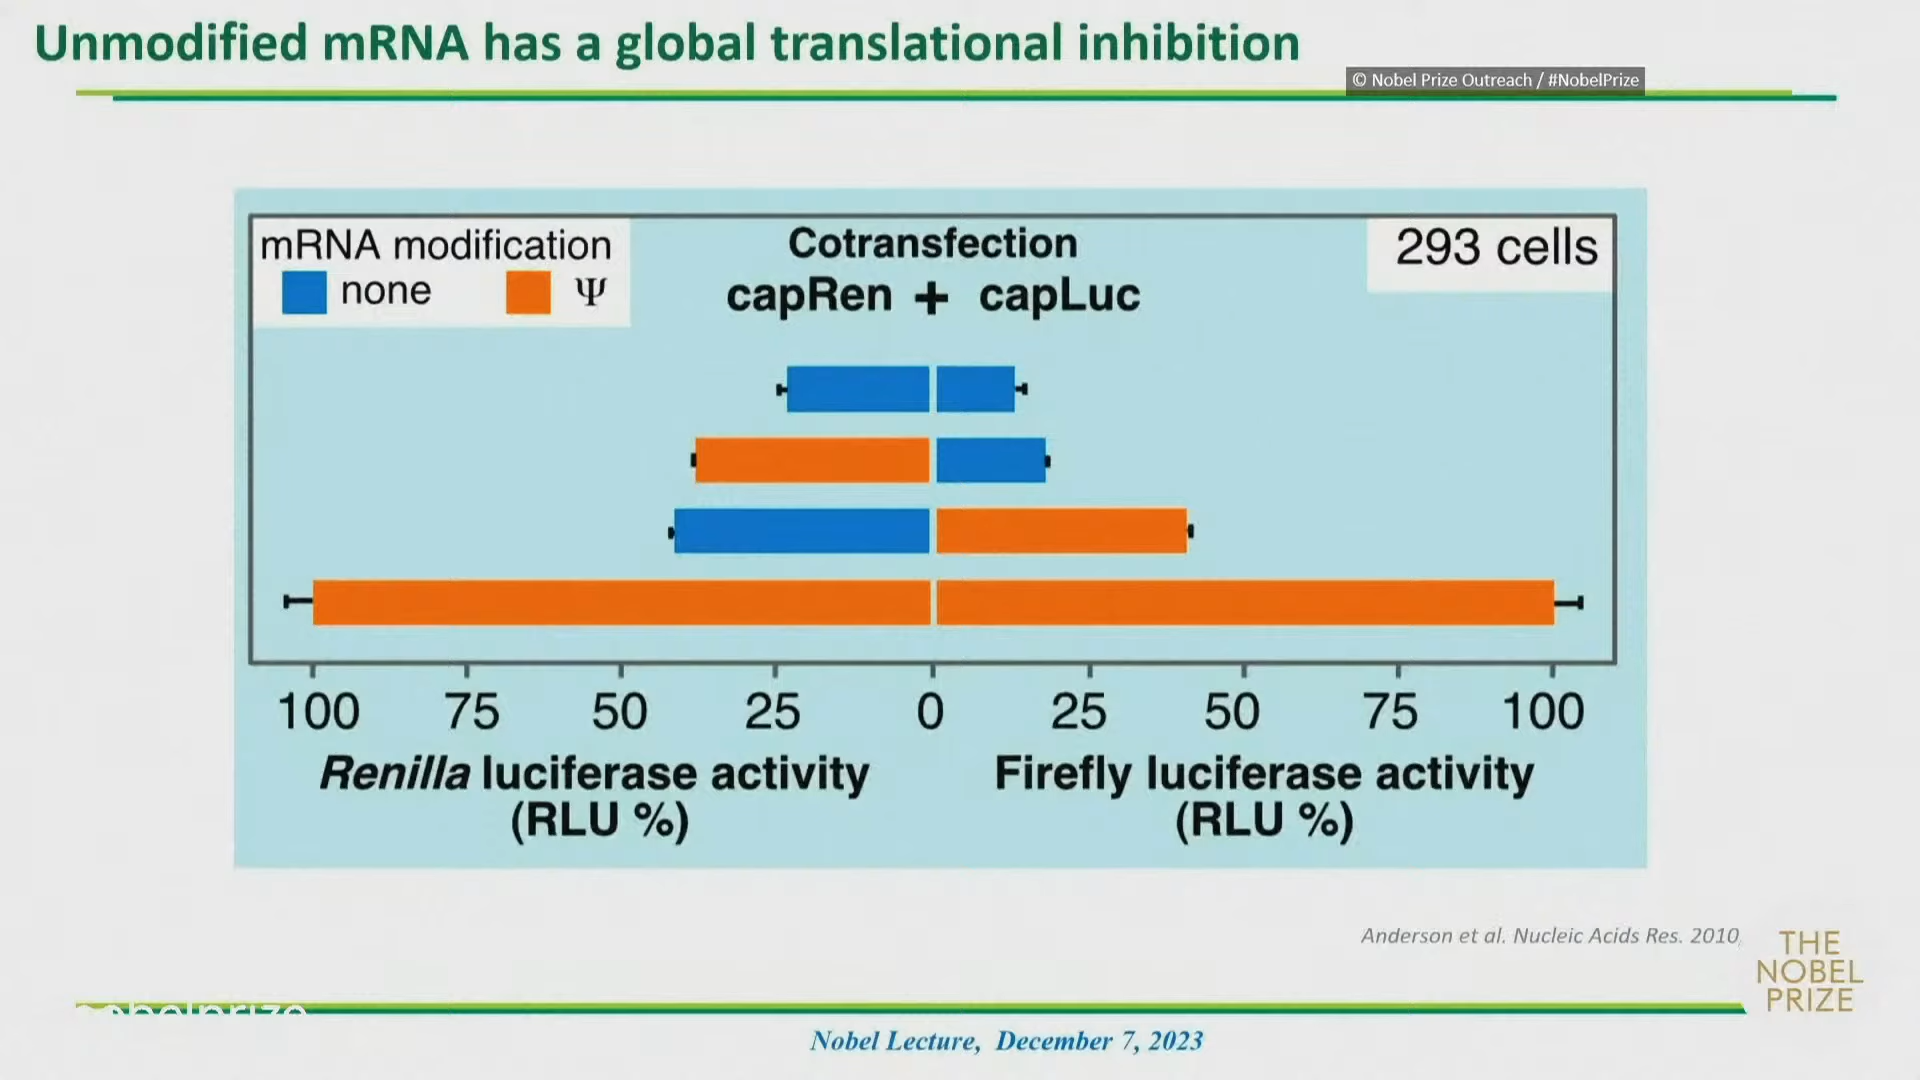 Unmodified mRNA has a global translational inhibition
© Nobel Prize Outreach / #NobelPrize
mRNA modification
none Ψ
Cotransfection
capRen + capLuc
293 cells
100 75 50 25 0 25 50 75 100
Renilla luciferase activity
(RLU %)
Firefly luciferase activity
(RLU %)
Anderson et al. Nucleic Acids Res. 2010
THE
NOBEL
PRIZE
nobelprize
Nobel Lecture, December 7, 2023